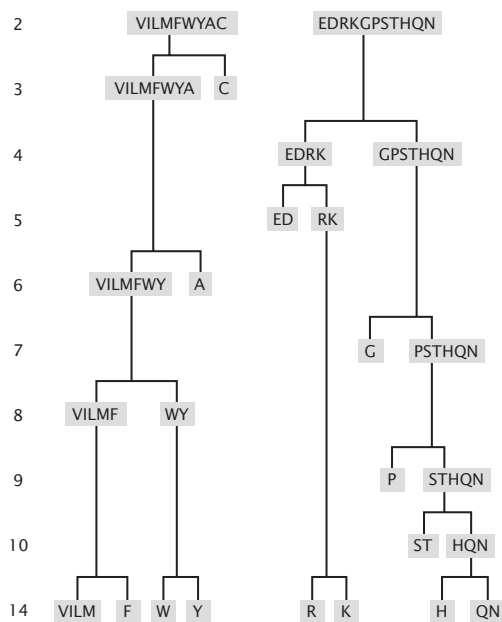 2 VILMFWYAC EDRKGPSTHQN
3 VILMFWYA C
4 EDRK GPSTHQN
5 ED RK
6 VILMFWY A
7 G PSTHQN
8 VILMF WY
9 P STHQN
10 ST HQN
14 VILM F W Y R K H QN